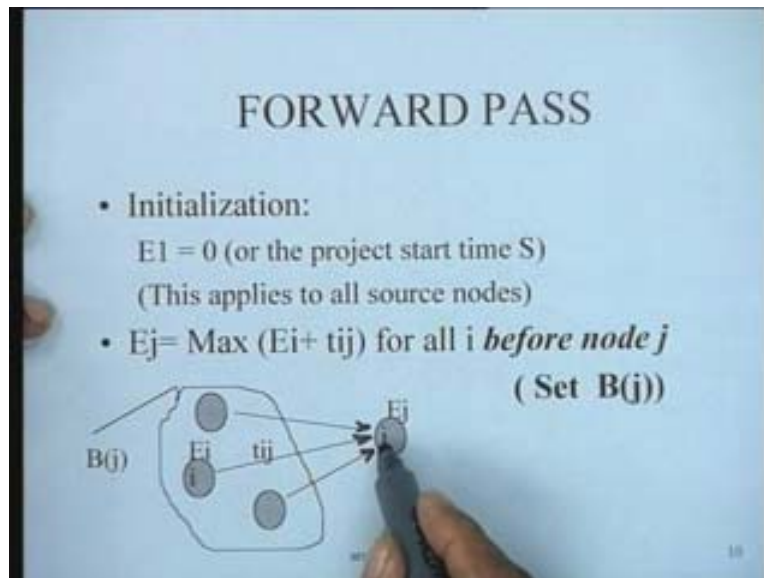 FORWARD PASS
• Initialization:
E1 = 0 (or the project start time S)
(This applies to all source nodes)
• Ej= Max (Ei+ tij) for all i before node j
( Set B(j))
Ej
B(j)
Ei tij
i
j
10